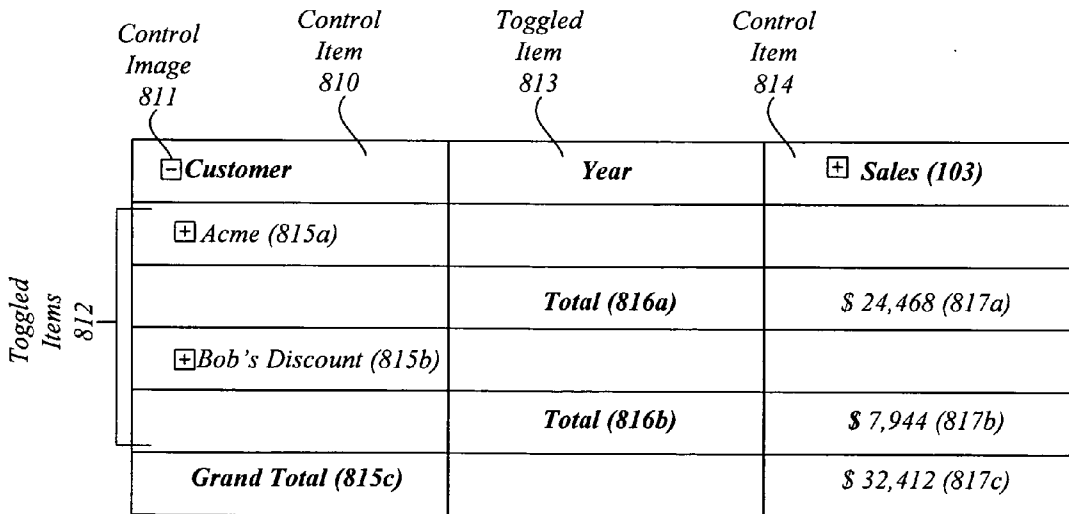 Control
Image
811
Control
Item
810
Toggled
Item
813
Control
Item
814
- Customer
Year
+ Sales (103)
Toggled
Items
812
+ Acme (815a)
Total (816a)
$ 24,468 (817a)
+ Bob's Discount (815b)
Total (816b)
$ 7,944 (817b)
Grand Total (815c)
$ 32,412 (817c)